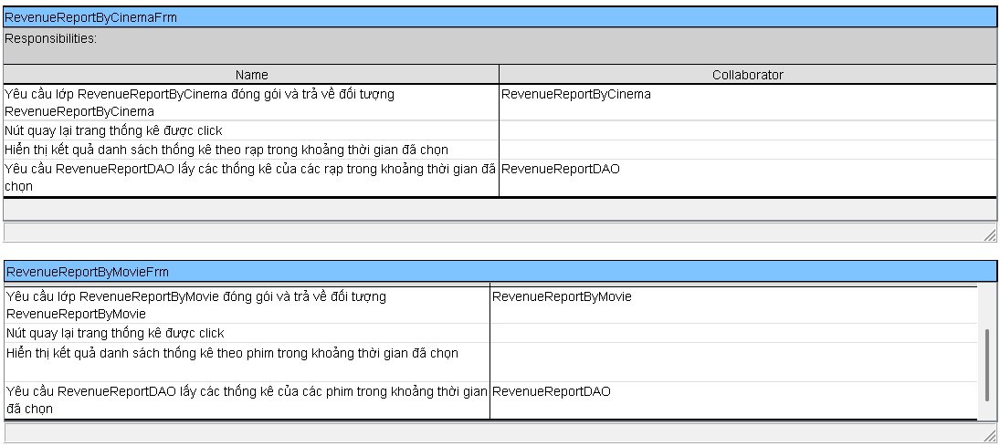 RevenueReportByCinemaFrm
Responsibilities:
Name Collaborator
Yêu cầu lớp RevenueReportByCinema đóng gói và trả về đối tượng RevenueReportByCinema
RevenueReportByCinema
Nút quay lại trang thống kê được click
Hiển thị kết quả danh sách thống kê theo rạp trong khoảng thời gian đã chọn
Yêu cầu RevenueReportDAO lấy các thống kê của các rạp trong khoảng thời gian đã RevenueReportDAO
chọn
RevenueReportByMovieFrm
Yêu cầu lớp RevenueReportByMovie đóng gói và trả về đối tượng RevenueReportByMovie
RevenueReportByMovie
Nút quay lại trang thống kê được click
Hiển thị kết quả danh sách thống kê theo phim trong khoảng thời gian đã chọn
Yêu cầu RevenueReportDAO lấy các thống kê của các phim trong khoảng thời gian RevenueReportDAO
đã chọn